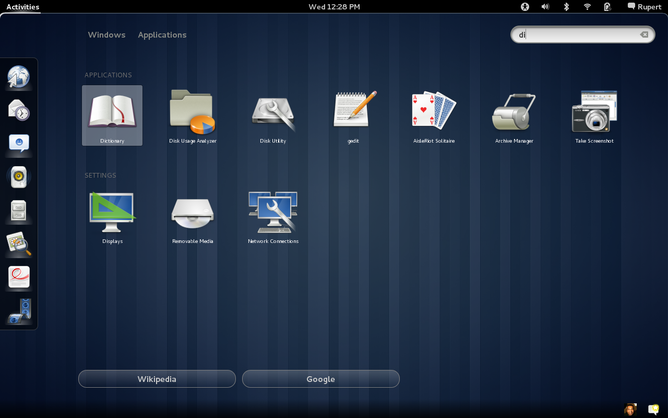 Activities
Wed 12:28 PM
Rupert
Windows Applications
di
APPLICATIONS
Dictionary Disk Usage Analyzer Disk Utility gedit AisleRiot Solitaire Archive Manager Take Screenshot
SETTINGS
Displays Removable Media Network Connections
Wikipedia Google